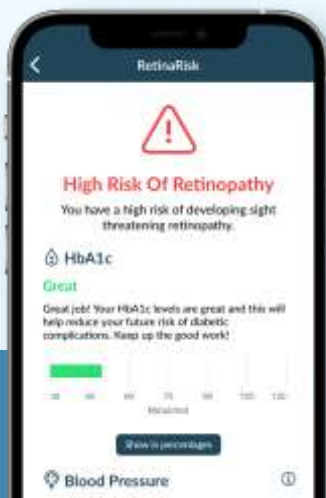 RetinaRisk
High Risk Of Retinopathy
You have a high risk of developing sight
threatening retinopathy.
HbA1c
Great
Great job! Your HbA1c levels are great and this will
help reduce your future risk of diabetic
complications. Keep up the good work!
Show in percentages
Blood Pressure